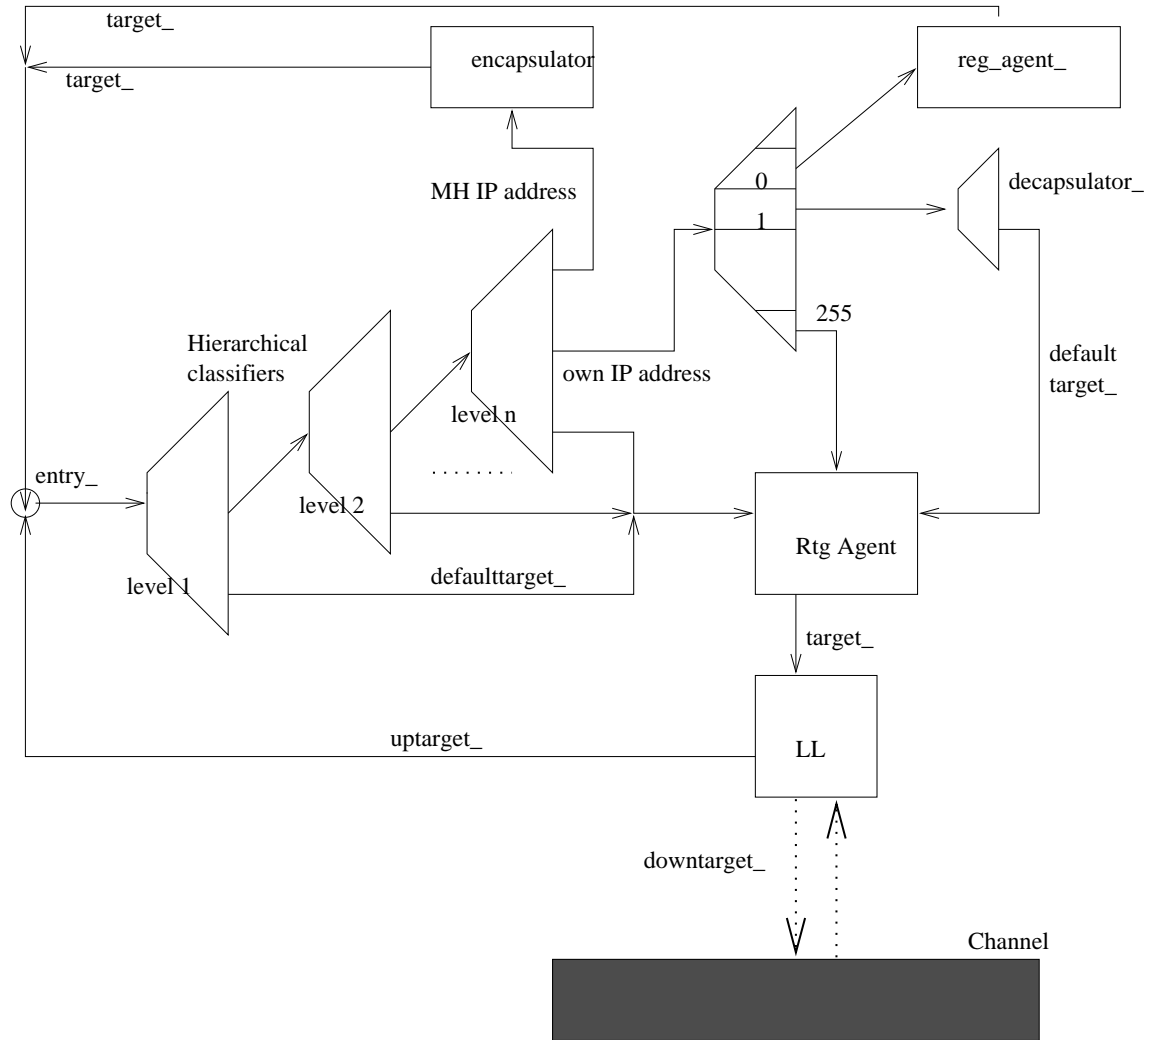 target_
encapsulator
reg_agent_
target_
MH IP address
0
decapsulator_
1
255
Hierarchical
classifiers
own IP address
default
target_
level n
entry_
level 2
Rtg Agent
level 1
defaulttarget_
target_
uptarget_
LL
downtarget_
Channel